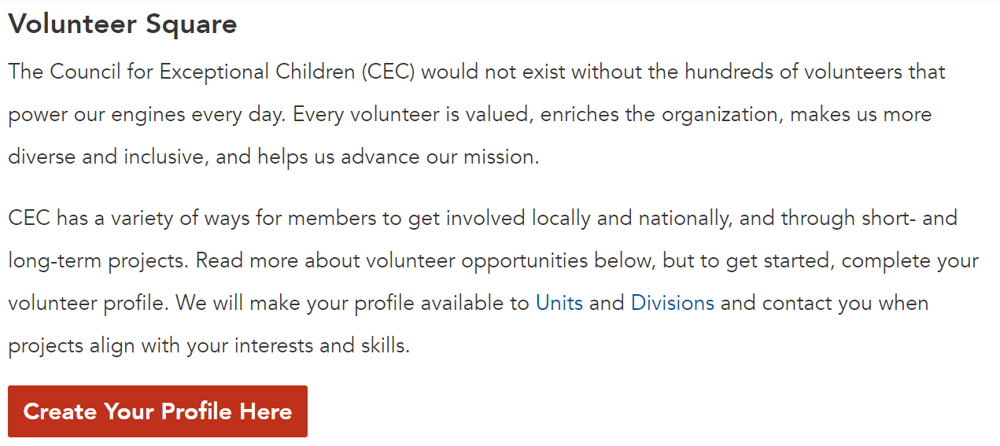 Volunteer Square
The Council for Exceptional Children (CEC) would not exist without the hundreds of volunteers that
power our engines every day. Every volunteer is valued, enriches the organization, makes us more
diverse and inclusive, and helps us advance our mission.
CEC has a variety of ways for members to get involved locally and nationally, and through short- and
long-term projects. Read more about volunteer opportunities below, but to get started, complete your
volunteer profile. We will make your profile available to Units and Divisions and contact you when
projects align with your interests and skills.
Create Your Profile Here